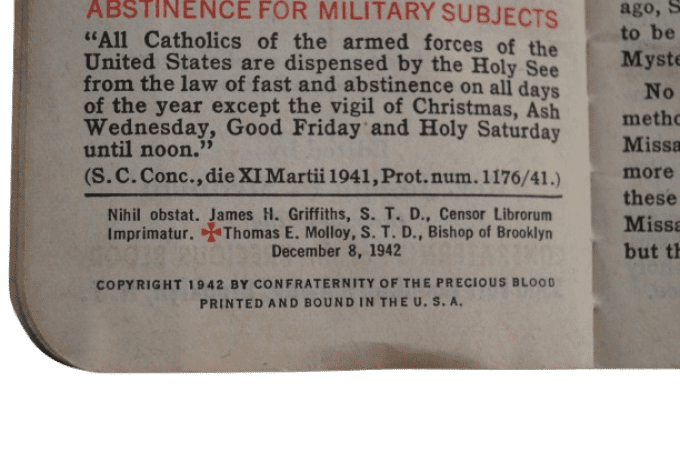 ABSTINENCE FOR MILITARY SUBJECTS
“All Catholics of the armed forces of the
United States are dispensed by the Holy See
from the law of fast and abstinence on all days
of the year except the vigil of Christmas, Ash
Wednesday, Good Friday and Holy Saturday
until noon.”
(S. C. Conc., die XI Martii 1941, Prot. num. 1176/41.)
Nihil obstat. James H. Griffiths, S. T. D., Censor Librorum
Imprimatur. ✠Thomas E. Molloy, S. T. D., Bishop of Brooklyn
December 8, 1942
COPYRIGHT 1942 BY CONFRATERNITY OF THE PRECIOUS BLOOD
PRINTED AND BOUND IN THE U. S. A.
ago, S
to be
Myste
No
metho
Missa
more
these
Missa
but th